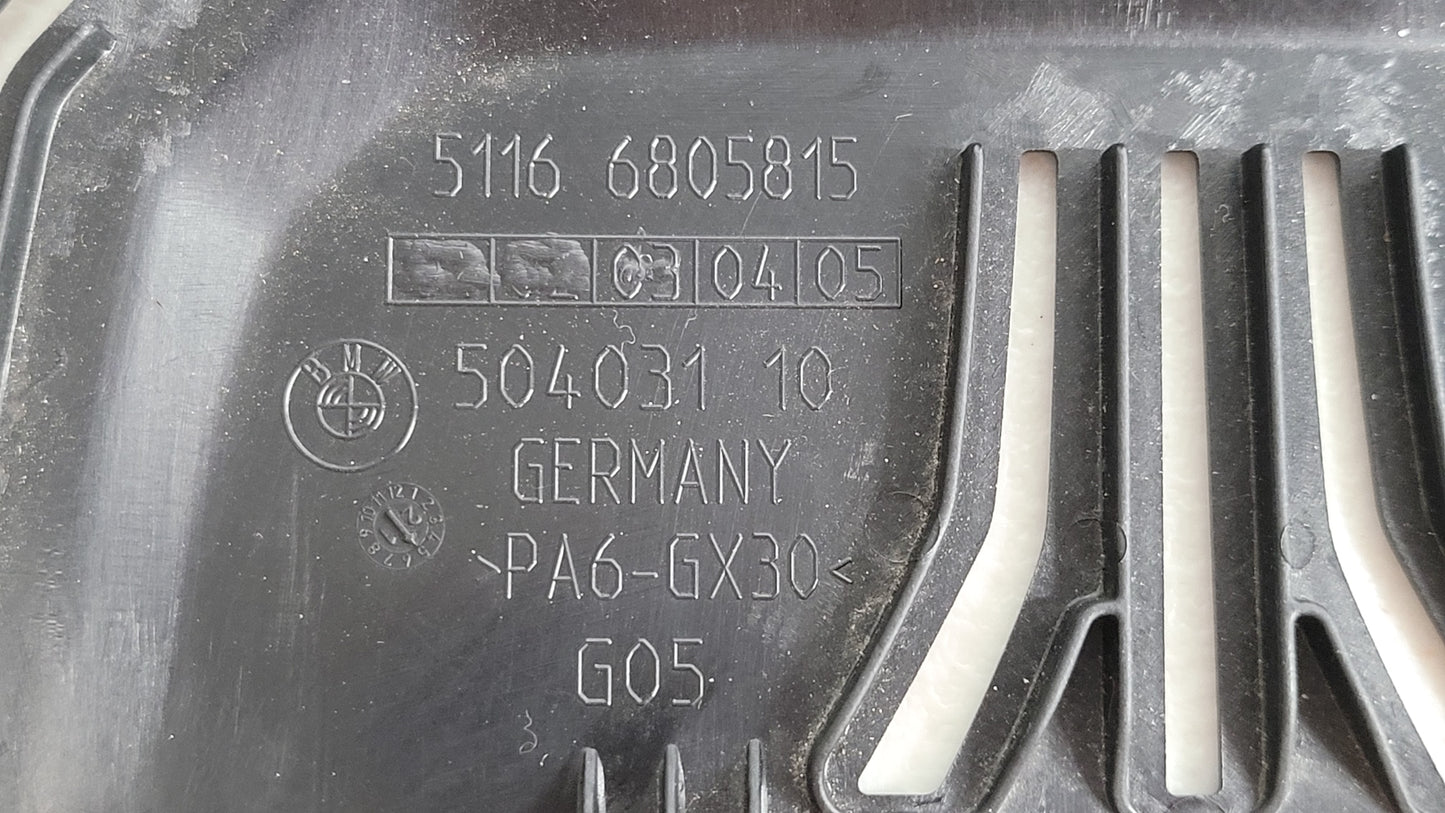 5116 6805815
03 04 05
BMW
504031 10
GERMANY
>PA6-GX30<
G05